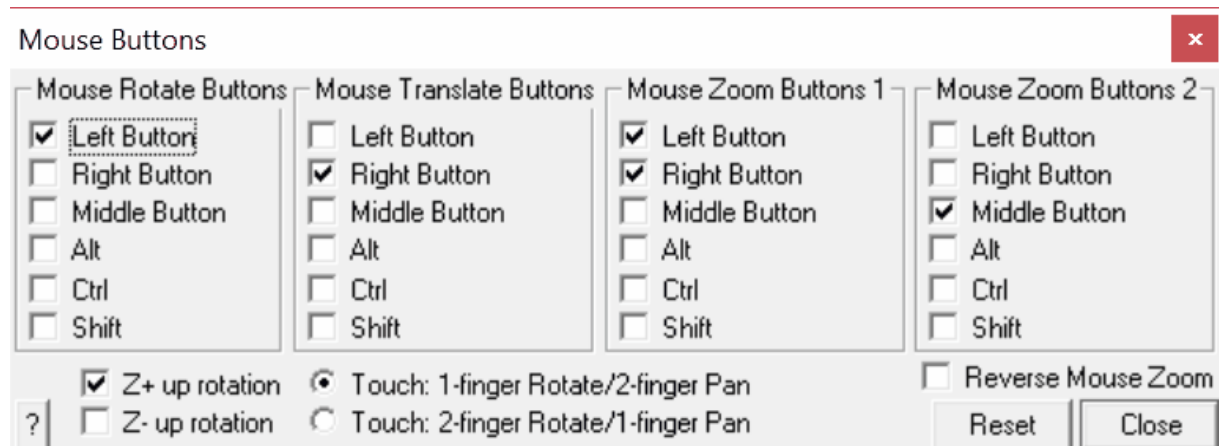 Mouse Buttons
x
Mouse Rotate Buttons
Left Button
Right Button
Middle Button
Alt
Ctrl
Shift
Mouse Translate Buttons
Left Button
Right Button
Middle Button
Alt
Ctrl
Shift
Mouse Zoom Buttons 1
Left Button
Right Button
Middle Button
Alt
Ctrl
Shift
Mouse Zoom Buttons 2
Left Button
Right Button
Middle Button
Alt
Ctrl
Shift
Z+ up rotation
Z- up rotation
Touch: 1-finger Rotate/2-finger Pan
Touch: 2-finger Rotate/1-finger Pan
Reverse Mouse Zoom
?
Reset
Close